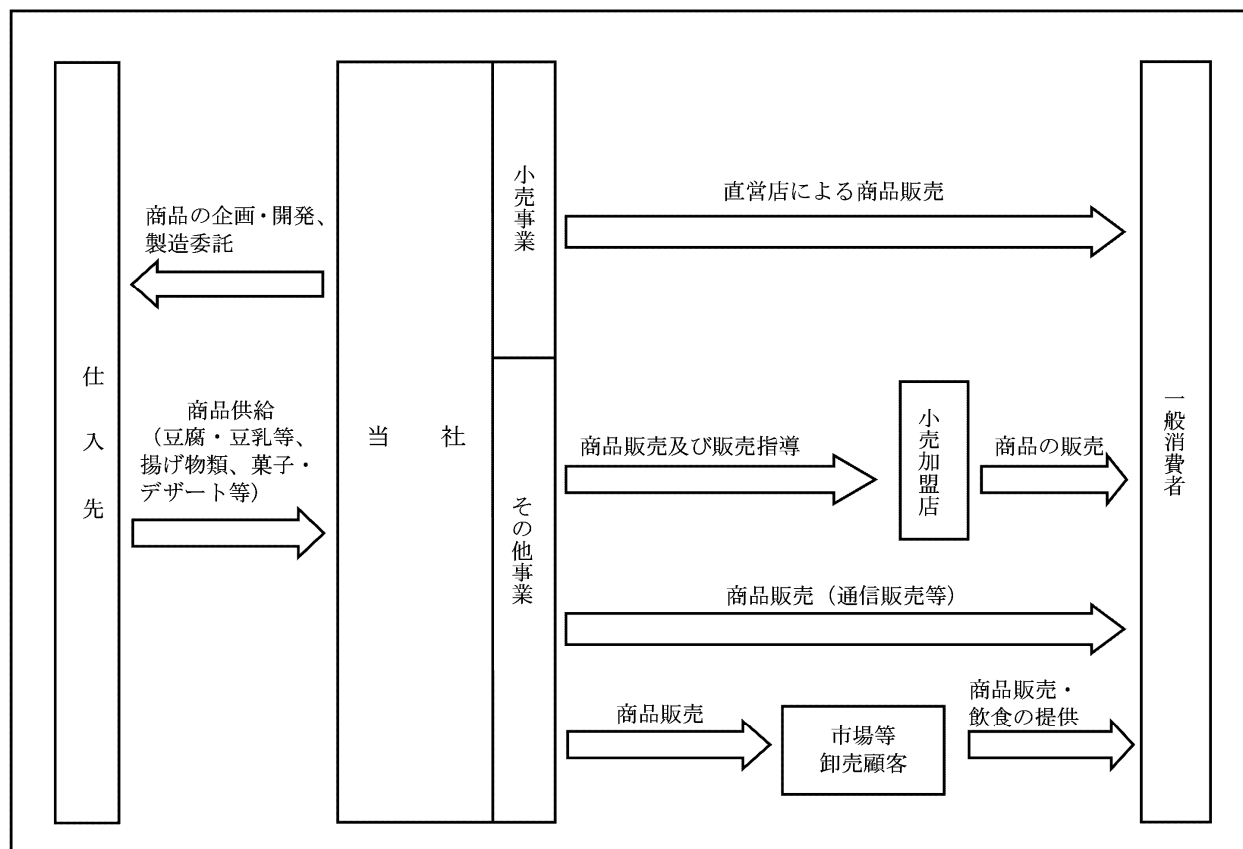 仕入先
商品の企画・開発、
製造委託
商品供給
（豆腐・豆乳等、
揚げ物類、菓子・
デザート等）
当社
小売事業
その他事業
直営店による商品販売
商品販売及び販売指導
小売加盟店
商品の販売
商品販売（通信販売等）
商品販売
市場等
卸売顧客
商品販売・
飲食の提供
一般消費者